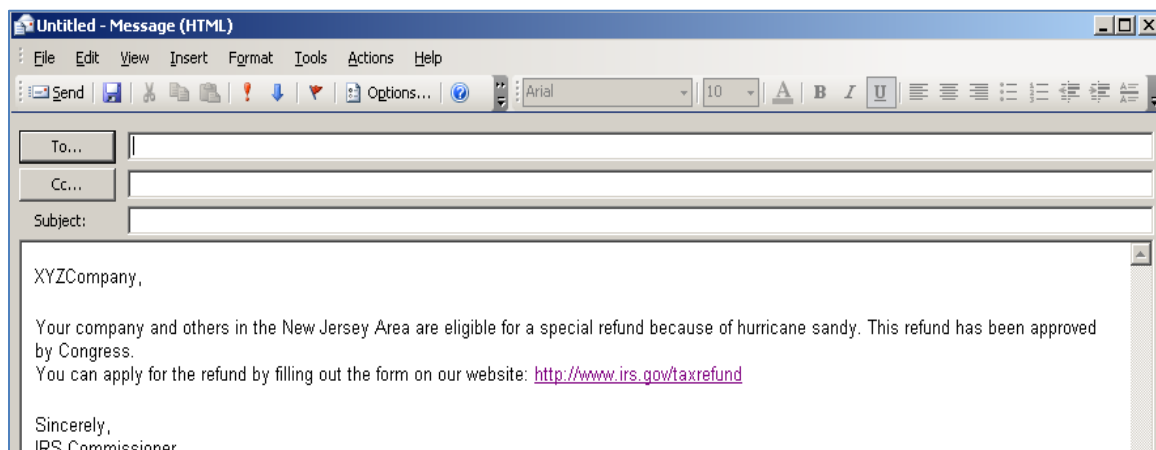 Untitled - Message (HTML)
File Edit View Insert Format Tools Actions Help
Send Options... Arial 10 A B I U
To...
Cc...
Subject:
XYZCompany,
Your company and others in the New Jersey Area are eligible for a special refund because of hurricane sandy. This refund has been approved
by Congress.
You can apply for the refund by filling out the form on our website: http://www.irs.gov/taxrefund
Sincerely,
IRS Commissioner